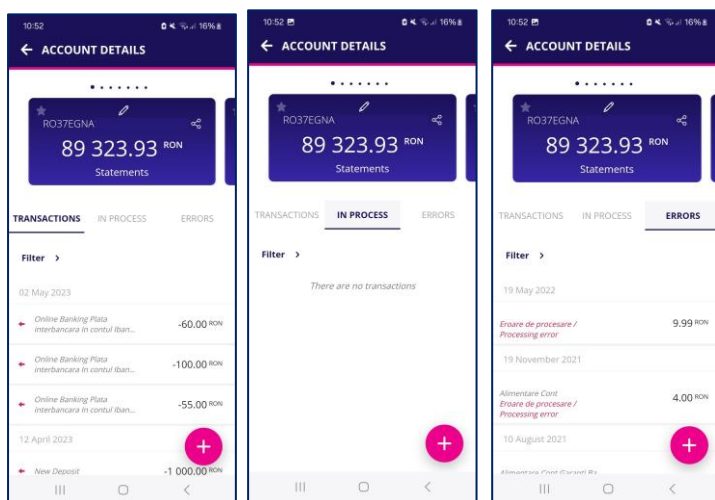 10:52
16%
ACCOUNT DETAILS
RO37EGNA
89 323.93 RON
Statements
TRANSACTIONS IN PROCESS ERRORS
Filter >
02 May 2023
Online Banking Plata
interbancara in contul Iban...
-60.00 RON
Online Banking Plata
interbancara in contul Iban...
-100.00 RON
Online Banking Plata
interbancara in contul Iban...
-55.00 RON
12 April 2023
New Deposit
-1 000.00 RON
10:52
16%
ACCOUNT DETAILS
RO37EGNA
89 323.93 RON
Statements
TRANSACTIONS IN PROCESS ERRORS
Filter >
There are no transactions
10:52
16%
ACCOUNT DETAILS
RO37EGNA
89 323.93 RON
Statements
TRANSACTIONS IN PROCESS ERRORS
Filter >
19 May 2022
Eroare de procesare /
Processing error
9.99 RON
19 November 2021
Alimentare Cont
Eroare de procesare /
Processing error
4.00 RON
10 August 2021
Alimentare Cont Garanti Ba